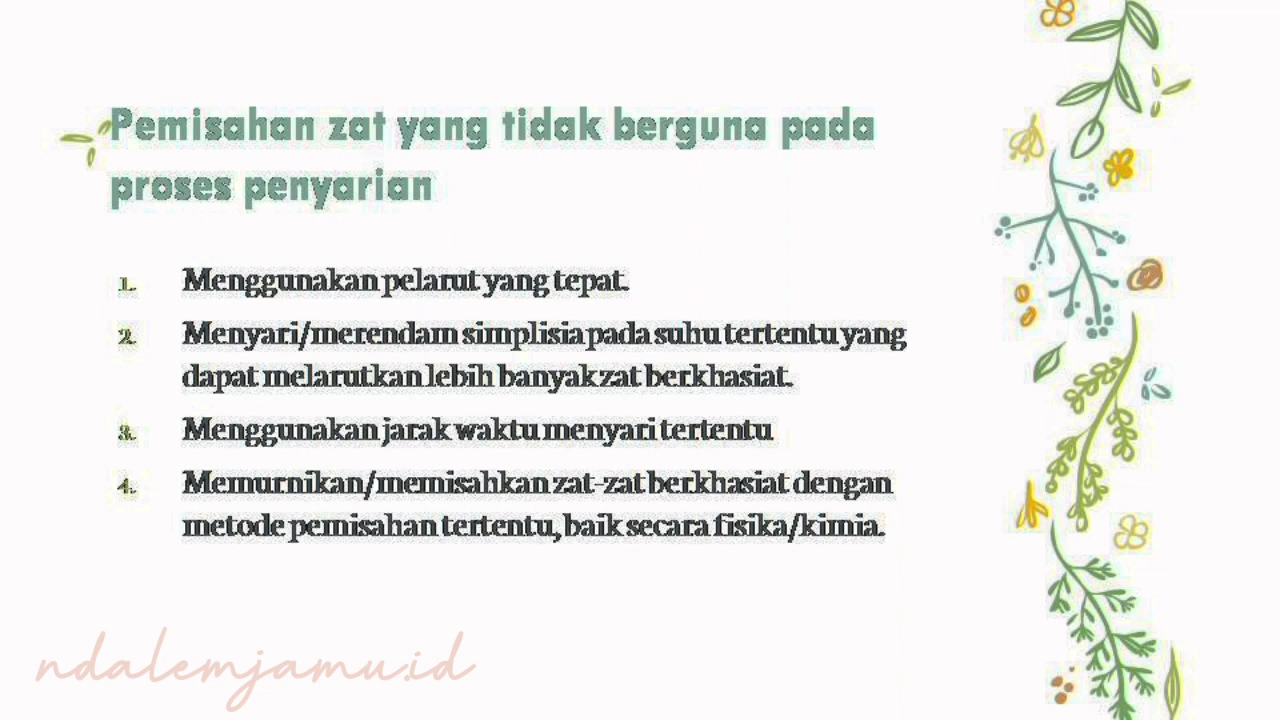 Pemisahan zat yang tidak berguna pada
proses penyarian
1. Menggunakan pelarut yang tepat.
2. Menyari/merendam simplisia pada suhu tertentu yang
dapat melarutkan lebih banyak zat berkhasiat.
3. Menggunakan jarak waktu menyari tertentu
4. Memurnikan/memisahkan zat-zat berkhasiat dengan
metode pemisahan tertentu, baik secara fisika/kimia.
ndalemjamu.id